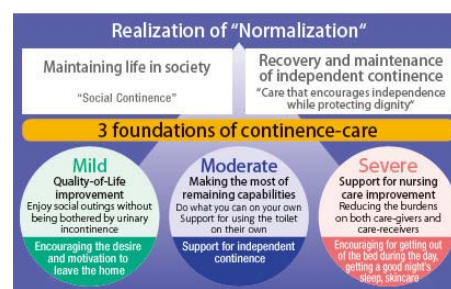 Realization of “Normalization“
Maintaining life in society
“Social Continence”
Recovery and maintenance
of independent continence
“Care that encourages independence
while protecting dignity“
3 foundations of continence-care
Mild
Quality-of-Life
improvement
Enjoy social outings without
being bothered by urinary
incontinence
Encouraging the desire
and motivation to
leave the home
Moderate
Making the most of
remaining capabilities
Do what you can on your own
Support for using the toilet
on their own
Support for independent
continence
Severe
Support for nursing
care improvement
Reducing the burdens
on both care-givers and
care-receivers
Encouraging for getting out
of the bed during the day,
getting a good night's
sleep, skincare